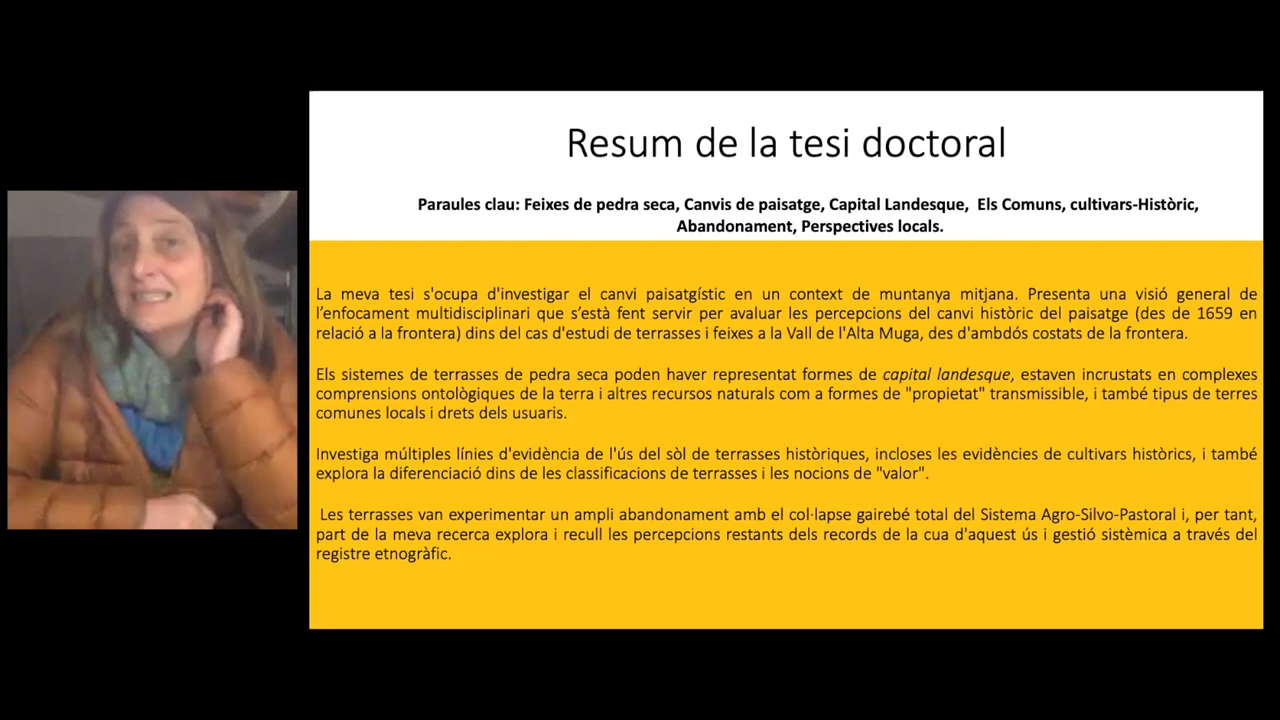 Resum de la tesi doctoral
Paraules clau: Feixes de pedra seca, Canvis de paisatge, Capital Landesque,  Els Comuns, cultivars-Històric,
Abandonament, Perspectives locals.
La meva tesi s'ocupa d'investigar el canvi paisatgístic en un context de muntanya mitjana. Presenta una visió general de
l’enfocament multidisciplinari que s’està fent servir per avaluar les percepcions del canvi històric del paisatge (des de 1659 en
relació a la frontera) dins del cas d'estudi de terrasses i feixes a la Vall de l'Alta Muga, des d'ambdós costats de la frontera.
Els sistemes de terrasses de pedra seca poden haver representat formes de capital landesque, estaven incrustats en complexes
comprensions ontològiques de la terra i altres recursos naturals com a formes de "propietat" transmissible, i també tipus de terres
comunes locals i drets dels usuaris.
Investiga múltiples línies d'evidència de l'ús del sòl de terrasses històriques, incloses les evidències de cultivars històrics, i també
explora la diferenciació dins de les classificacions de terrasses i les nocions de "valor".
Les terrasses van experimentar un ampli abandonament amb el col·lapse gairebé total del Sistema Agro-Silvo-Pastoral i, per tant,
part de la meva recerca explora i recull les percepcions restants dels records de la cua d'aquest ús i gestió sistèmica a través del
registre etnogràfic.